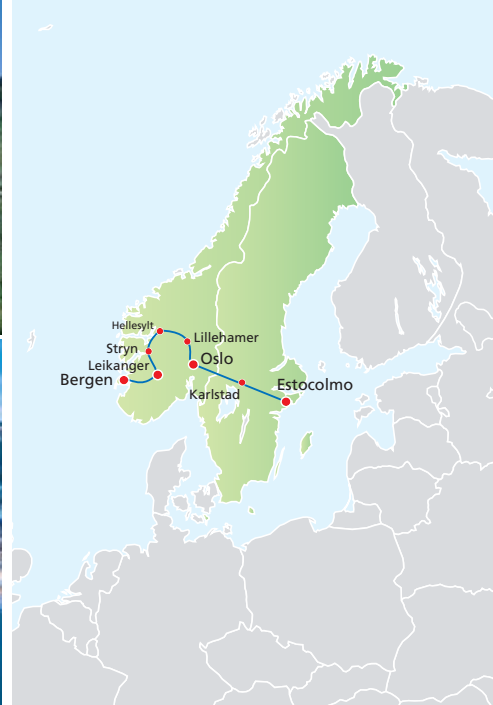 Hellesylt
Lillehamer
Stryn
Oslo
Leikanger
Bergen
Estocolmo
Karlstad